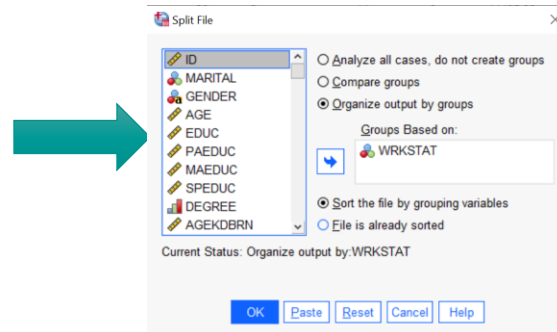 Split File
ID
MARITAL
GENDER
AGE
EDUC
PAEDUC
MAEDUC
SPEDUC
DEGREE
AGEKDBRN
Analyze all cases, do not create groups
Compare groups
Organize output by groups
Groups Based on:
WRKSTAT
Sort the file by grouping variables
File is already sorted
Current Status: Organize output by:WRKSTAT
OK Paste Reset Cancel Help